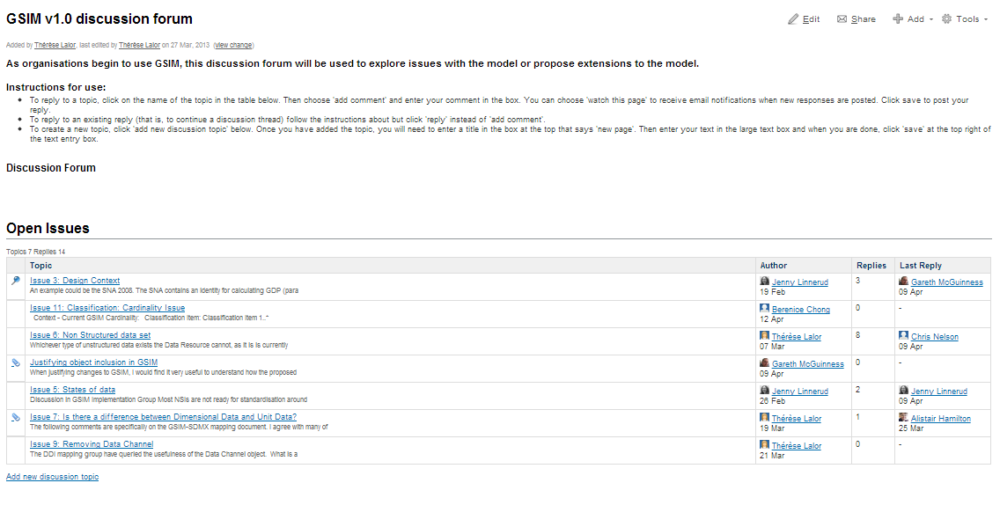 GSIM v1.0 discussion forum
Edit Share Add Tools
Added by Thérèse Lalor, last edited by Thérèse Lalor on 27 Mar, 2013 (view change)
As organisations begin to use GSIM, this discussion forum will be used to explore issues with the model or propose extensions to the model.
Instructions for use:
• To reply to a topic, click on the name of the topic in the table below. Then choose 'add comment' and enter your comment in the box. You can choose 'watch this page' to receive email notifications when new responses are posted. Click save to post your
reply.
• To reply to an existing reply (that is, to continue a discussion thread) follow the instructions about but click 'reply' instead of 'add comment'.
• To create a new topic, click 'add new discussion topic' below. Once you have added the topic, you will need to enter a title in the box at the top that says 'new page'. Then enter your text in the large text box and when you are done, click 'save' at the top right of
the text entry box.
Discussion Forum
Open Issues
Topics 7 Replies 14
Topic Author Replies Last Reply
Issue 3: Design Context Jenny Linnerud 3 Gareth McGuinness
An example could be the SNA 2008. The SNA contains an identity for calculating GDP (para 19 Feb 09 Apr
Issue 11: Classification: Cardinality Issue Berenice Chong 0 -
Context - Current GSIM Cardinality: Classification Item: Classification Item 1..* 12 Apr
Issue 6: Non Structured data set Thérèse Lalor 8 Chris Nelson
Whichever type of unstructured data exists the Data Resource cannot, as it is is currently 07 Mar 09 Apr
Justifying object inclusion in GSIM Gareth McGuinness 0 -
When justifying changes to GSIM, I would find it very useful to understand how the proposed 09 Apr
Issue 5: States of data Jenny Linnerud 2 Jenny Linnerud
Discussion in GSIM Implementation Group Most NSIs are not ready for standardisation around 26 Feb 09 Apr
Issue 7: Is there a difference between Dimensional Data and Unit Data? Thérèse Lalor 1 Alistair Hamilton
The following comments are specifically on the GSIM-SDMX mapping document. I agree with many of 19 Mar 25 Mar
Issue 9: Removing Data Channel Thérèse Lalor 0 -
The DDI mapping group have queried the usefulness of the Data Channel object. What is a 21 Mar
Add new discussion topic